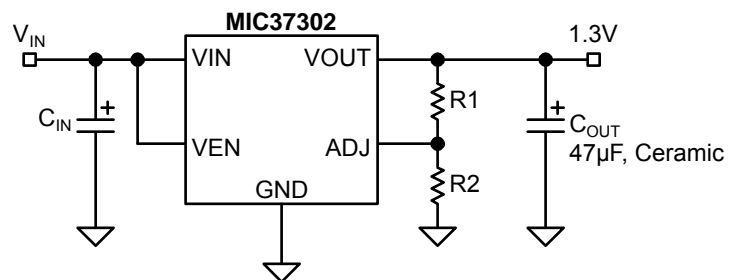 MIC37302
VIN
1.3V
VIN
VOUT
R1
CIN
+
+
COUT
47µF, Ceramic
VEN
ADJ
R2
GND